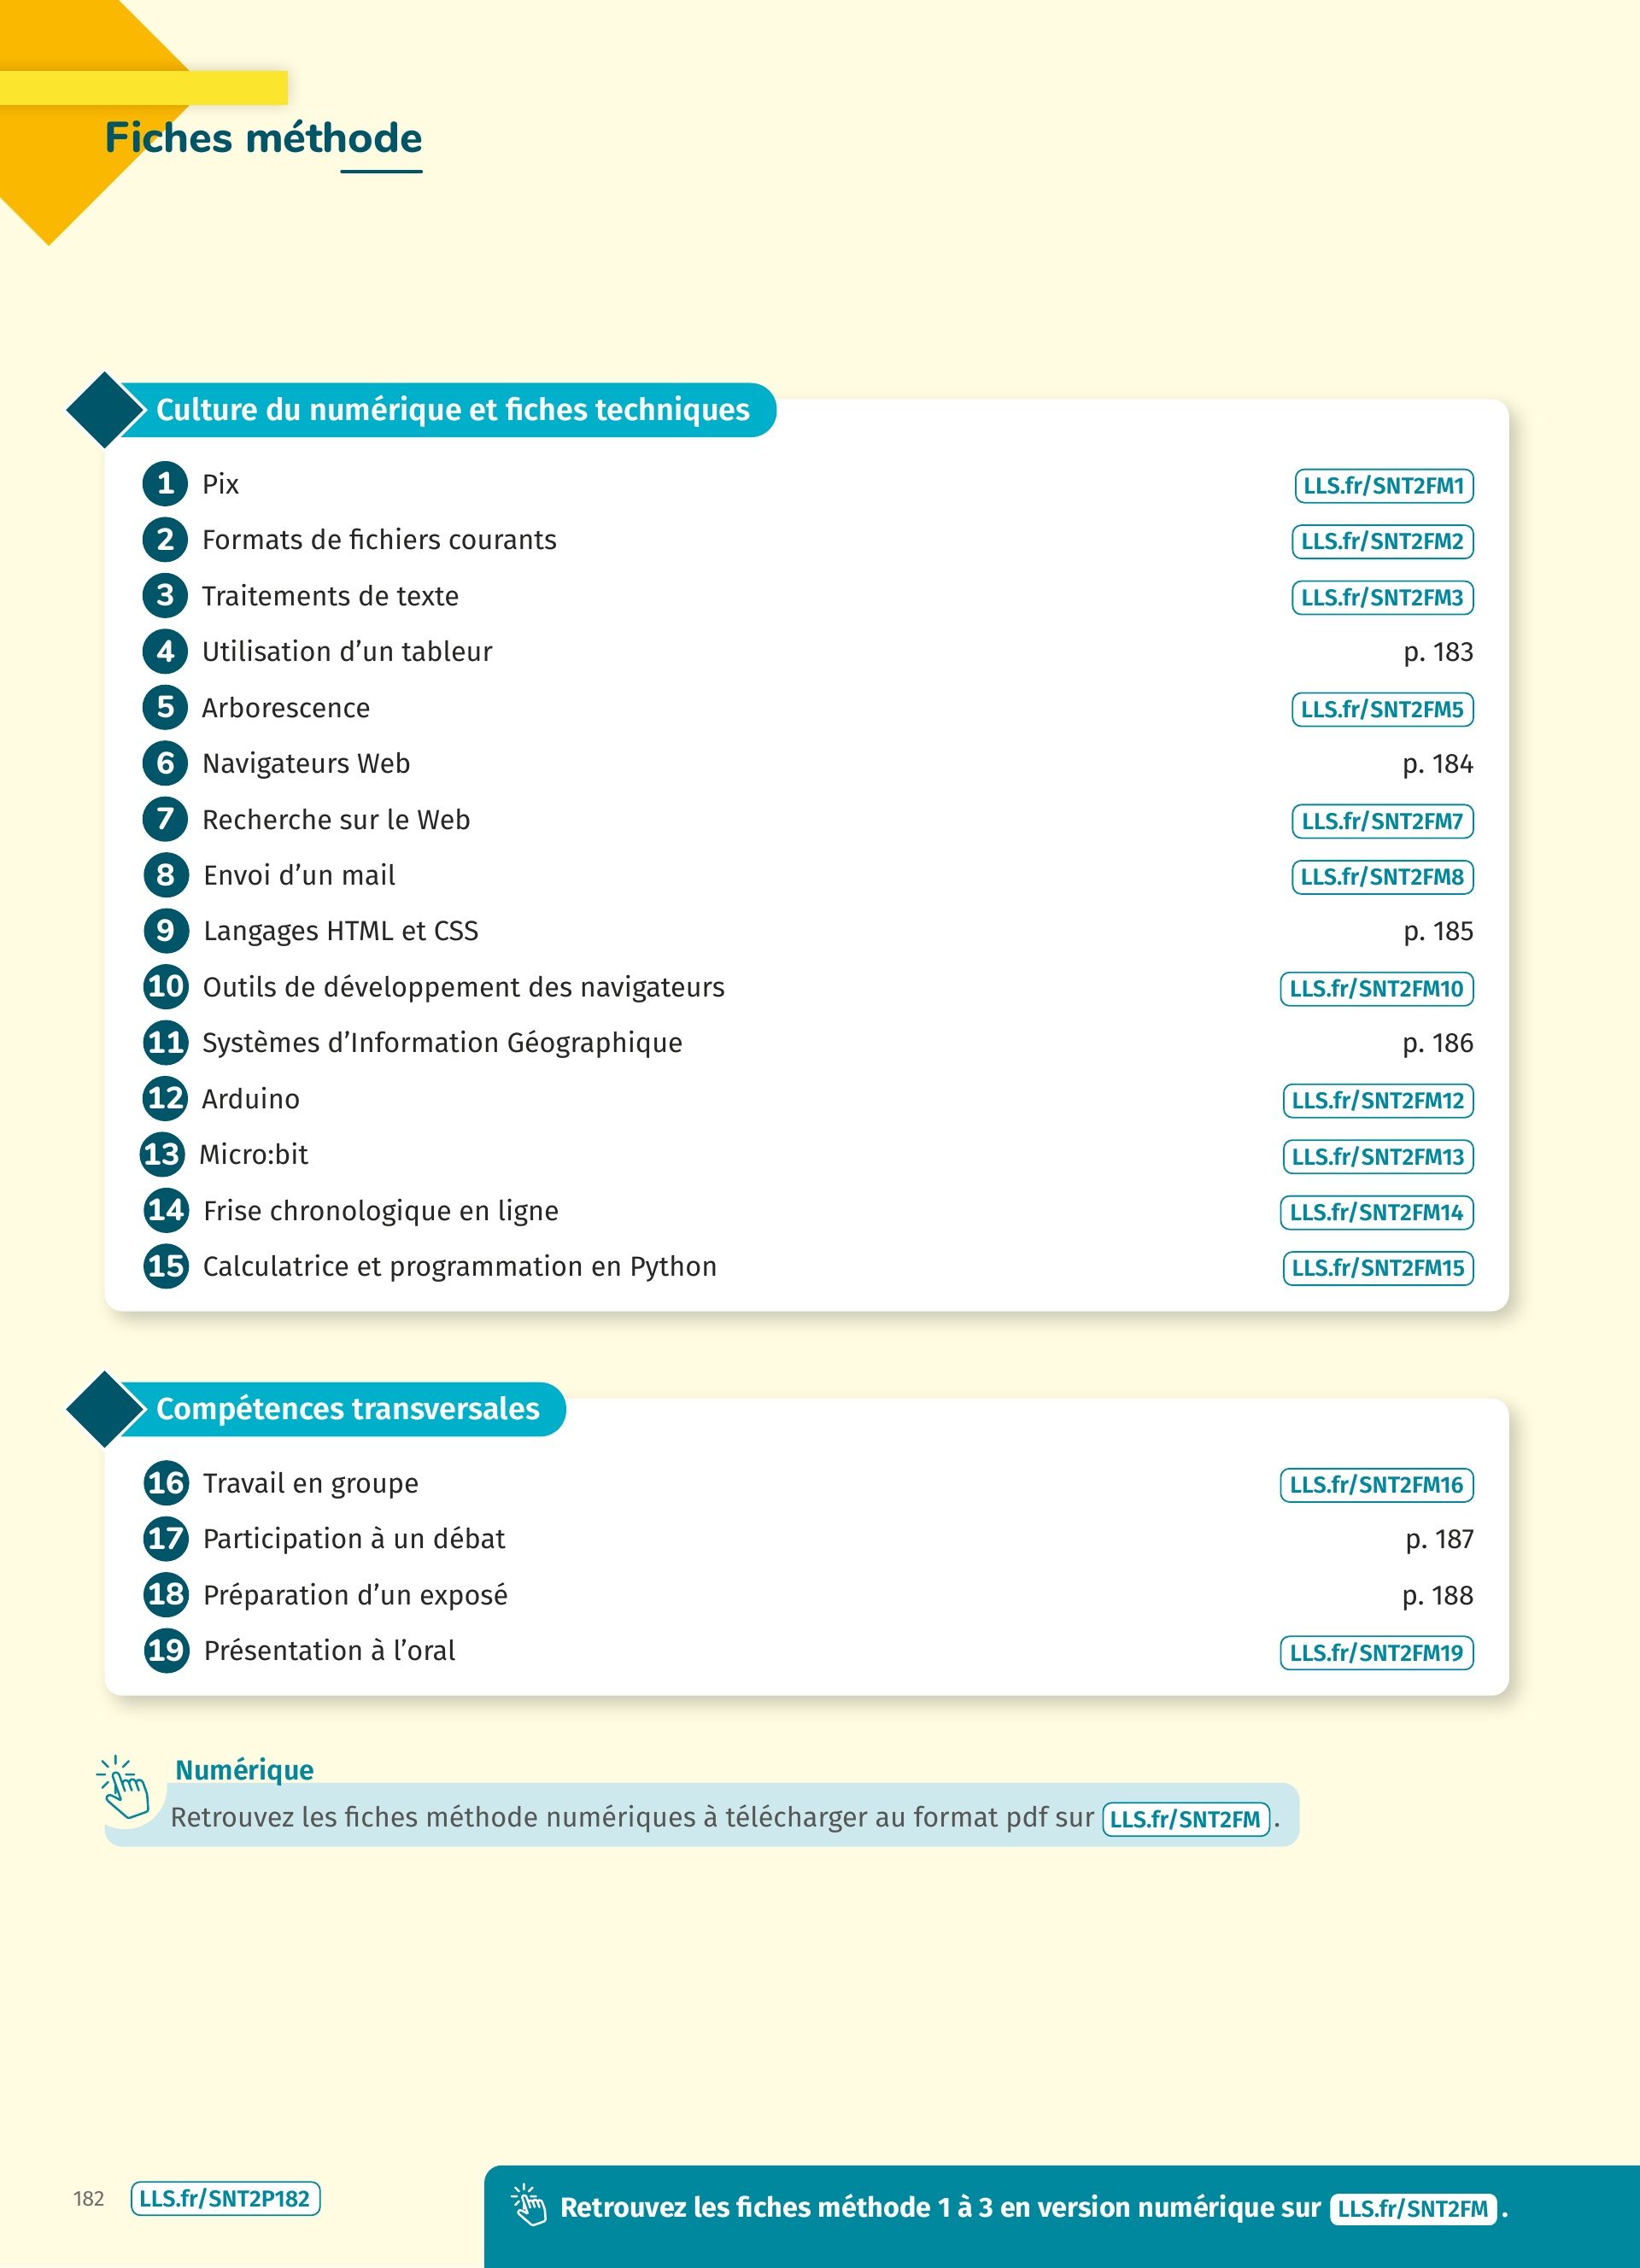 Fiches méthode
Culture du numérique et fiches techniques
1 Pix LLS.fr/SNT2FM1
2 Formats de fichiers courants LLS.fr/SNT2FM2
3 Traitements de texte LLS.fr/SNT2FM3
4 Utilisation d’un tableur p. 183
5 Arborescence LLS.fr/SNT2FM5
6 Navigateurs Web p. 184
7 Recherche sur le Web LLS.fr/SNT2FM7
8 Envoi d’un mail LLS.fr/SNT2FM8
9 Langages HTML et CSS p. 185
10 Outils de développement des navigateurs LLS.fr/SNT2FM10
11 Systèmes d’Information Géographique p. 186
12 Arduino LLS.fr/SNT2FM12
13 Micro:bit LLS.fr/SNT2FM13
14 Frise chronologique en ligne LLS.fr/SNT2FM14
15 Calculatrice et programmation en Python LLS.fr/SNT2FM15
Compétences transversales
16 Travail en groupe LLS.fr/SNT2FM16
17 Participation à un débat p. 187
18 Préparation d’un exposé p. 188
19 Présentation à l’oral LLS.fr/SNT2FM19
Numérique
Retrouvez les fiches méthode numériques à télécharger au format pdf sur LLS.fr/SNT2FM .
182 LLS.fr/SNT2P182
Retrouvez les fiches méthode 1 à 3 en version numérique sur LLS.fr/SNT2FM .